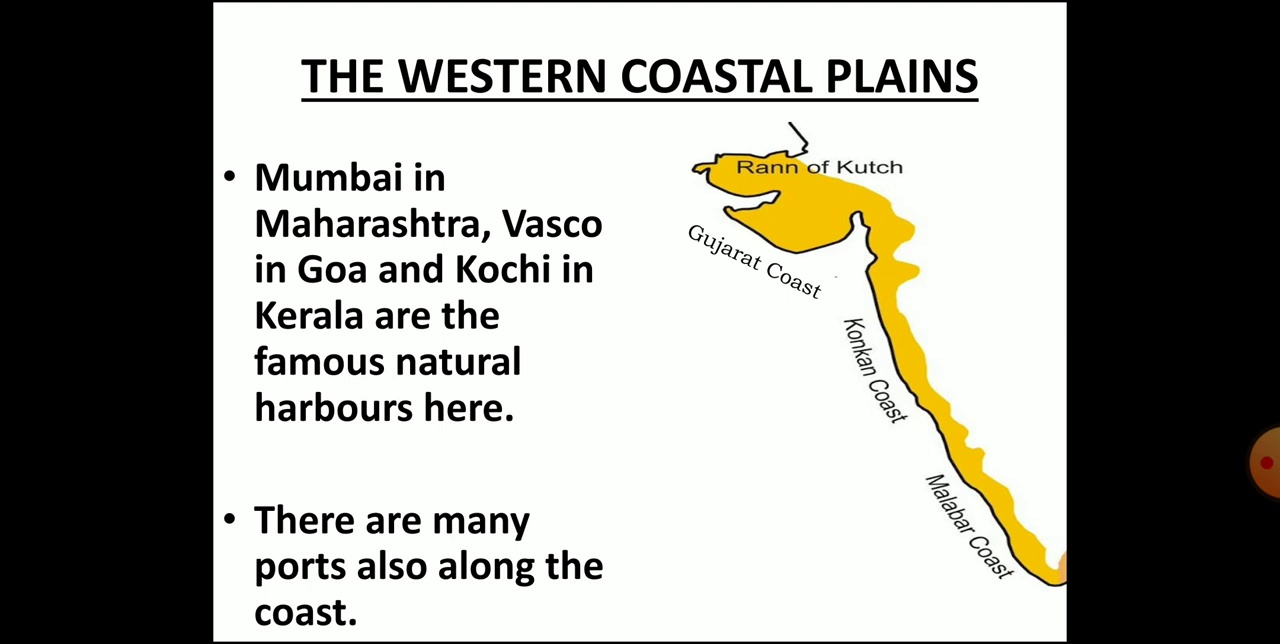 THE WESTERN COASTAL PLAINS
• Mumbai in
Maharashtra, Vasco
in Goa and Kochi in
Kerala are the
famous natural
harbours here.
• There are many
ports also along the
coast.
Rann of Kutch
Gujarat Coast
Konkan Coast
Malabar Coast